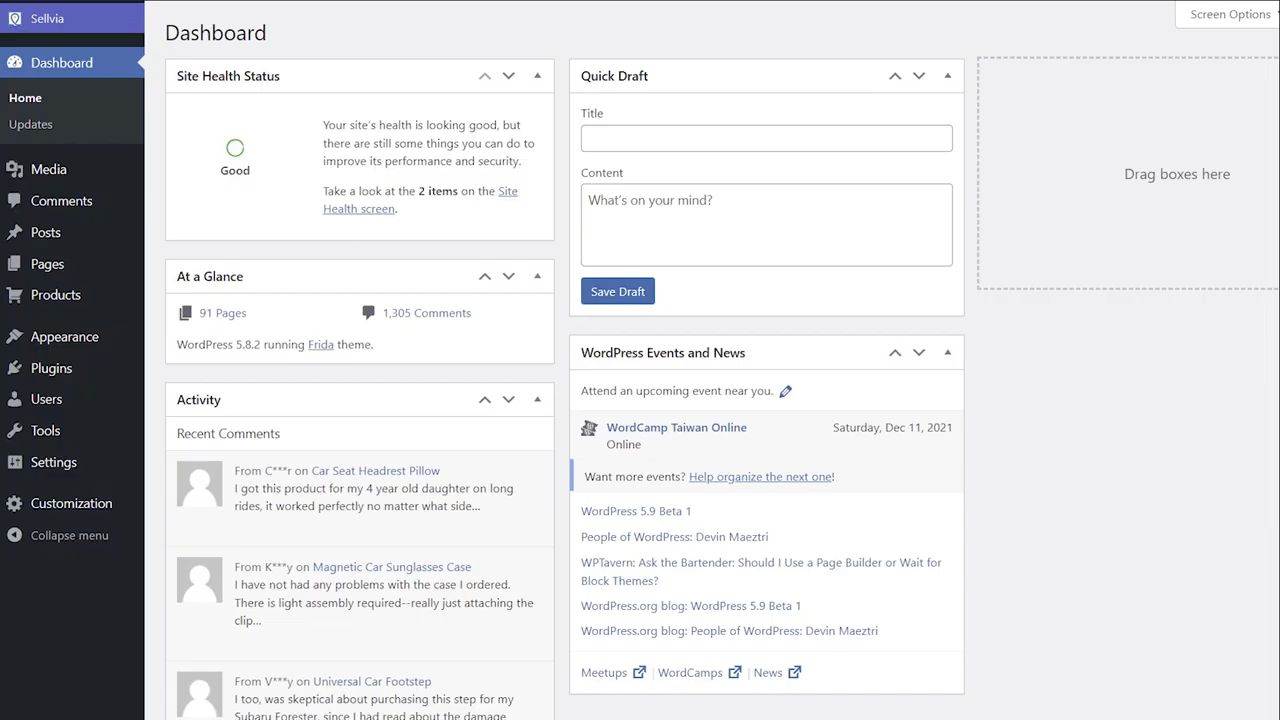 Sellvia
Dashboard
Home
Updates
Media
Comments
Posts
Pages
Products
Appearance
Plugins
Users
Tools
Settings
Customization
Collapse menu
Screen Options
Dashboard
Site Health Status
Good
Your site's health is looking good, but
there are still some things you can do to
improve its performance and security.
Take a look at the 2 items on the Site
Health screen.
At a Glance
91 Pages
1,305 Comments
WordPress 5.8.2 running Frida theme.
Activity
Recent Comments
From C***r on Car Seat Headrest Pillow
I got this product for my 4 year old daughter on long
rides, it worked perfectly no matter what side...
From K***y on Magnetic Car Sunglasses Case
I have not had any problems with the case I ordered.
There is light assembly required--really just attaching the
clip...
From V***y on Universal Car Footstep
I too, was skeptical about purchasing this step for my
Subaru Forester, since I had read about the damage
Quick Draft
Title
Content
What's on your mind?
Save Draft
WordPress Events and News
Attend an upcoming event near you.
WordCamp Taiwan Online
Saturday, Dec 11, 2021
Online
Want more events? Help organize the next one!
WordPress 5.9 Beta 1
People of WordPress: Devin Maeztri
WPTavern: Ask the Bartender: Should I Use a Page Builder or Wait for
Block Themes?
WordPress.org blog: WordPress 5.9 Beta 1
WordPress.org blog: People of WordPress: Devin Maeztri
Meetups | WordCamps | News
Drag boxes here